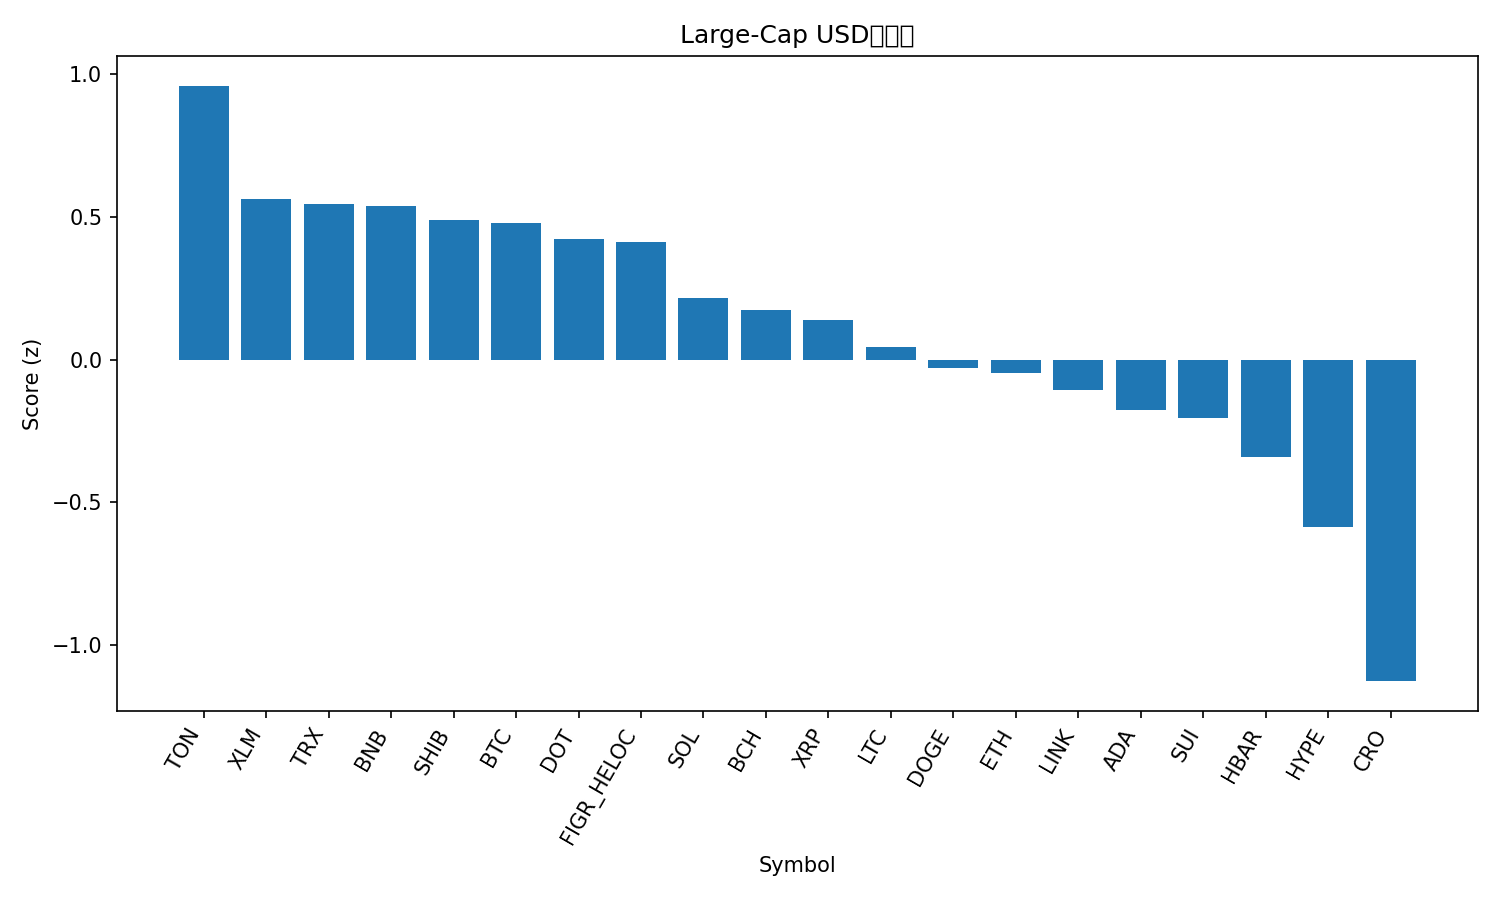 Large-Cap USD
Score (z)
1.0
0.5
0.0
−0.5
−1.0
TON
XLM
TRX
BNB
SHIB
BTC
DOT
FIGR_HELOC
SOL
BCH
XRP
LTC
DOGE
ETH
LINK
ADA
SUI
HBAR
HYPE
CRO
Symbol